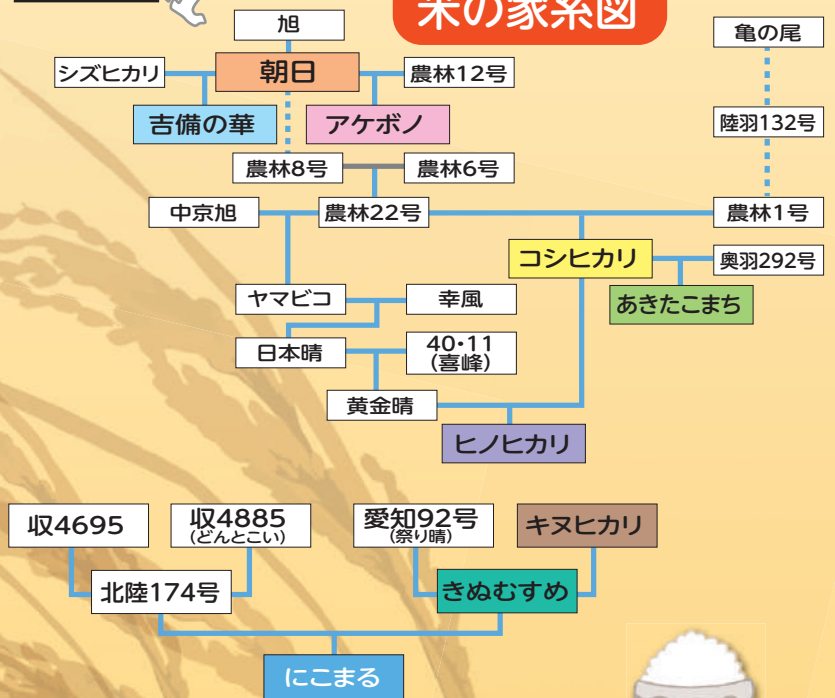 米の家系図
旭
亀の尾
シズヒカリ
朝日
農林12号
吉備の華
アケボノ
陸羽132号
農林8号
農林6号
中京旭
農林22号
農林1号
コシヒカリ
奥羽292号
ヤマビコ
幸風
あきたこまち
日本晴
40・11
(喜峰)
黄金晴
ヒノヒカリ
収4695
収4885
(どんとこい)
愛知92号
(祭り晴)
キヌヒカリ
北陸174号
きぬむすめ
にこまる